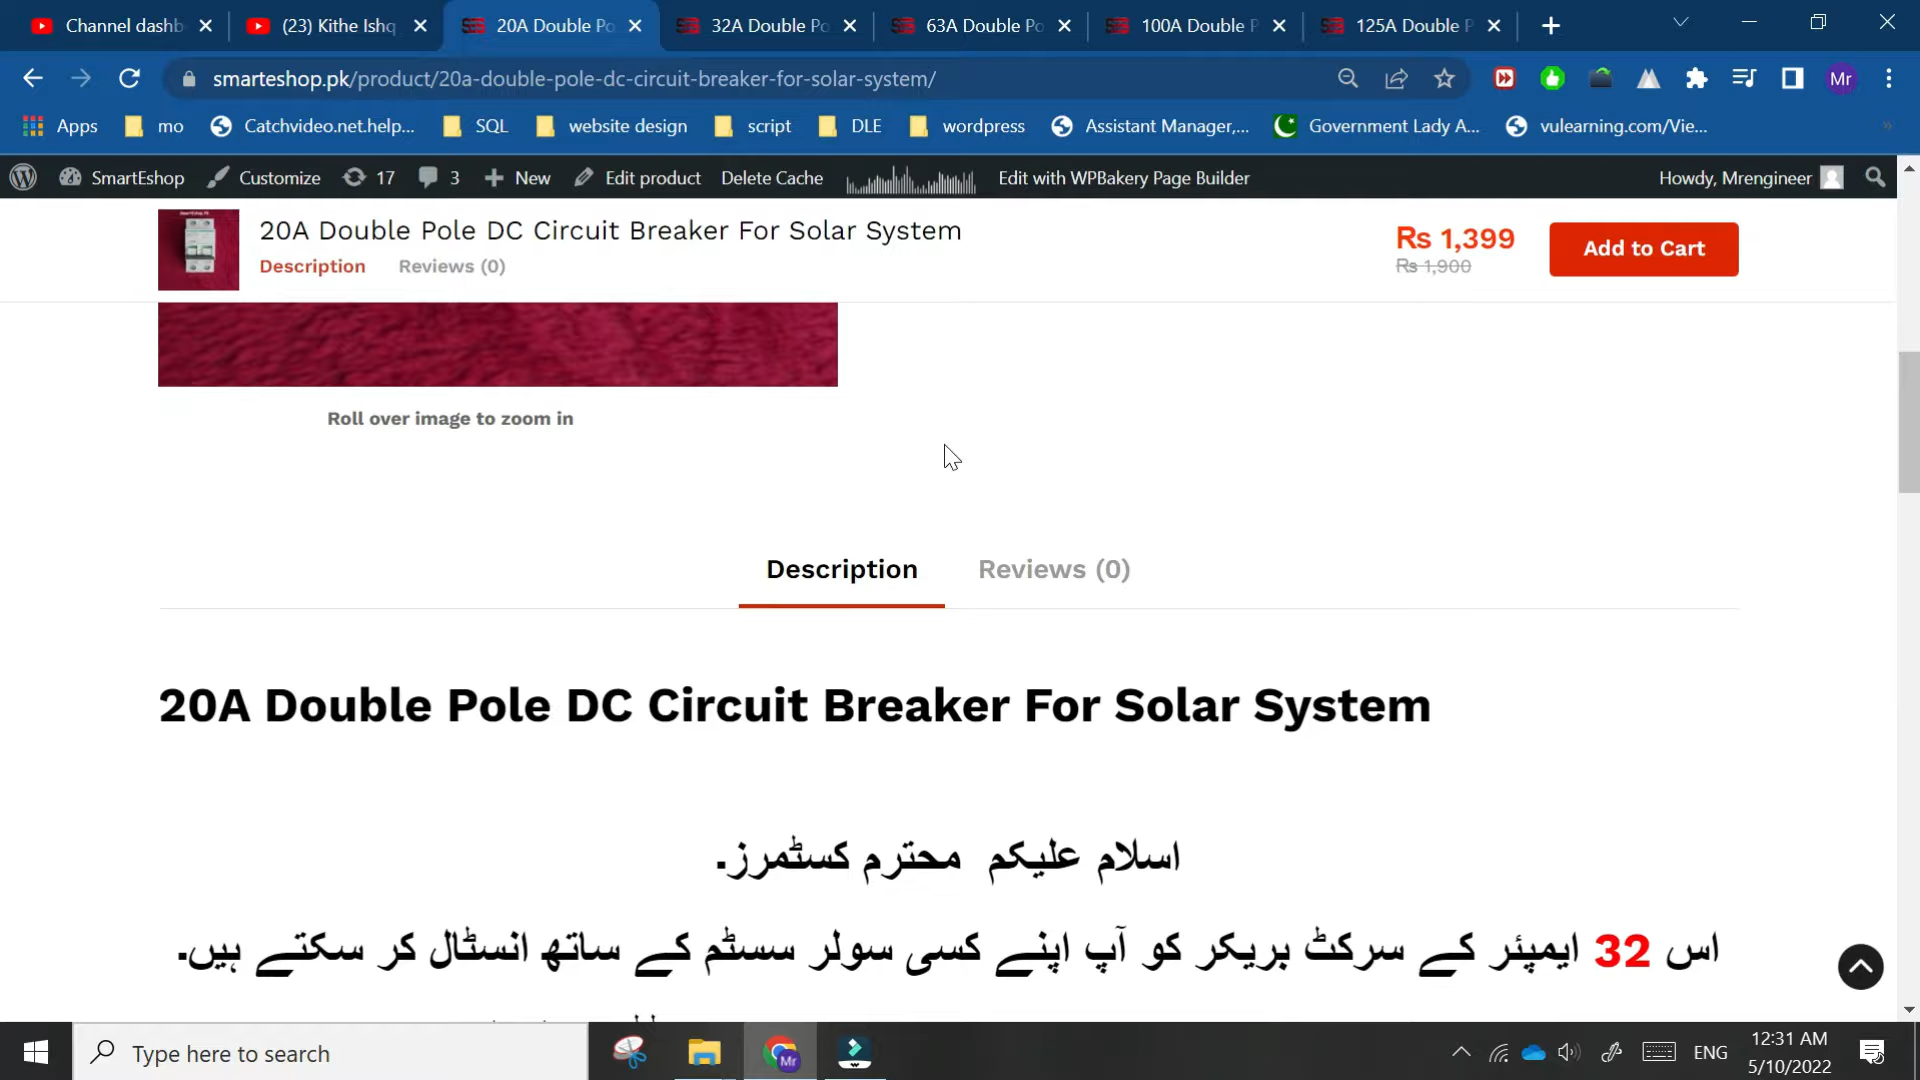 Channel dashb
(23) Kithe Ishq
20A Double Po
32A Double Po
63A Double Po
100A Double P
125A Double P
smarteshop.pk/product/20a-double-pole-dc-circuit-breaker-for-solar-system/
Mr
Apps
mo
Catchvideo.net.help...
SQL
website design
script
DLE
wordpress
Assistant Manager,...
Government Lady A...
vulearning.com/Vie...
SmartEshop
Customize
17
3
New
Edit product
Delete Cache
Edit with WPBakery Page Builder
Howdy, Mrengineer
20A Double Pole DC Circuit Breaker For Solar System
Description
Reviews (0)
₨ 1,399
₨ 1,900
Add to Cart
Roll over image to zoom in
Description
Reviews (0)
20A Double Pole DC Circuit Breaker For Solar System
اسلام علیکم محترم کسٹمرز.
اس 32 ایمپئر کے سرکٹ بریکر کو آپ اپنے کسی سولر سسٹم کے ساتھ انسٹال کر سکتے ہیں.
Type here to search
Mr
ENG
12:31 AM
5/10/2022